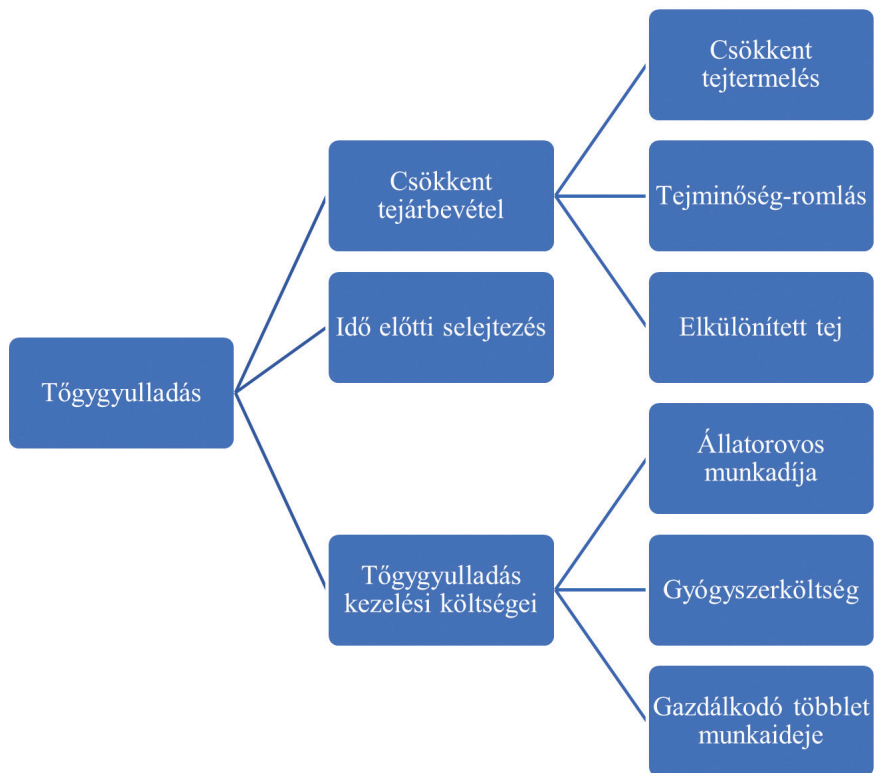 Tőgygyulladás
Csökkent
tejárbevétel
Csökkent
tejtermelés
Tejminőség-romlás
Elkülönített tej
Idő előtti selejtezés
Tőgygyulladás
kezelési költségei
Állatorovos
munkadíja
Gyógyszerköltség
Gazdálkodó többlet
munkaideje